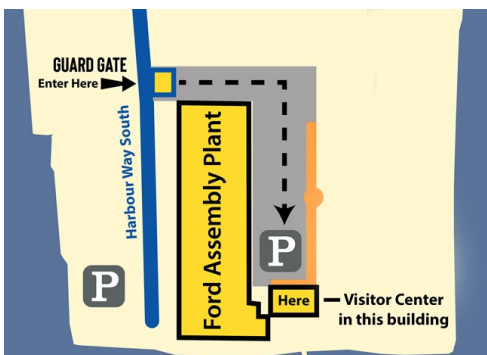 GUARD GATE
Enter Here
Harbour Way South
Ford Assembly Plant
P
P
Here
Visitor Center
in this building